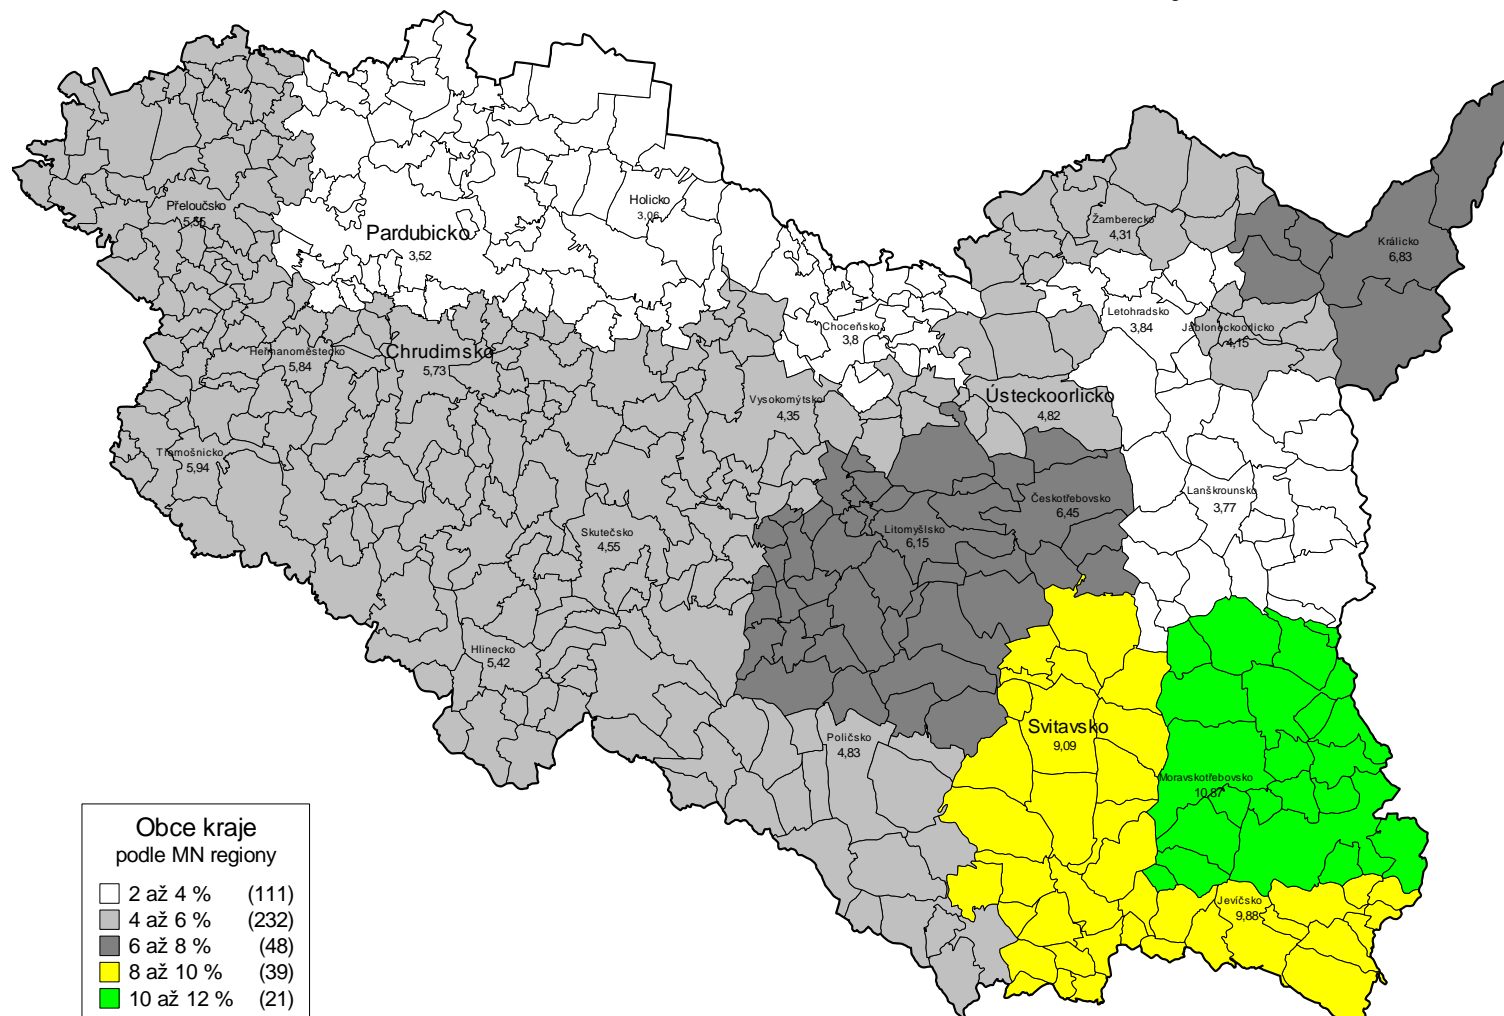 Přeloučsko
5,55
Pardubicko
3,52
Holicko
3,06
Žamberecko
4,31
Králicko
6,83
Letohradsko
3,84
Jabloneckoorlicko
4,15
Choceňsko
3,8
Heřmanoměstecko
5,84
Chrudimsko
5,73
Vysokomýtsko
4,35
Ústeckoorlicko
4,82
Třemošnicko
5,94
Českotřebovsko
6,45
Lanškrounsko
3,77
Skutečsko
4,55
Litomyšlsko
6,15
Hlinecko
5,42
Poličsko
4,83
Svitavsko
9,09
Moravskotřebovsko
10,87
Jevíčsko
9,88
Obce kraje
podle MN regiony
2 až 4 % (111)
4 až 6 % (232)
6 až 8 % (48)
8 až 10 % (39)
10 až 12 % (21)